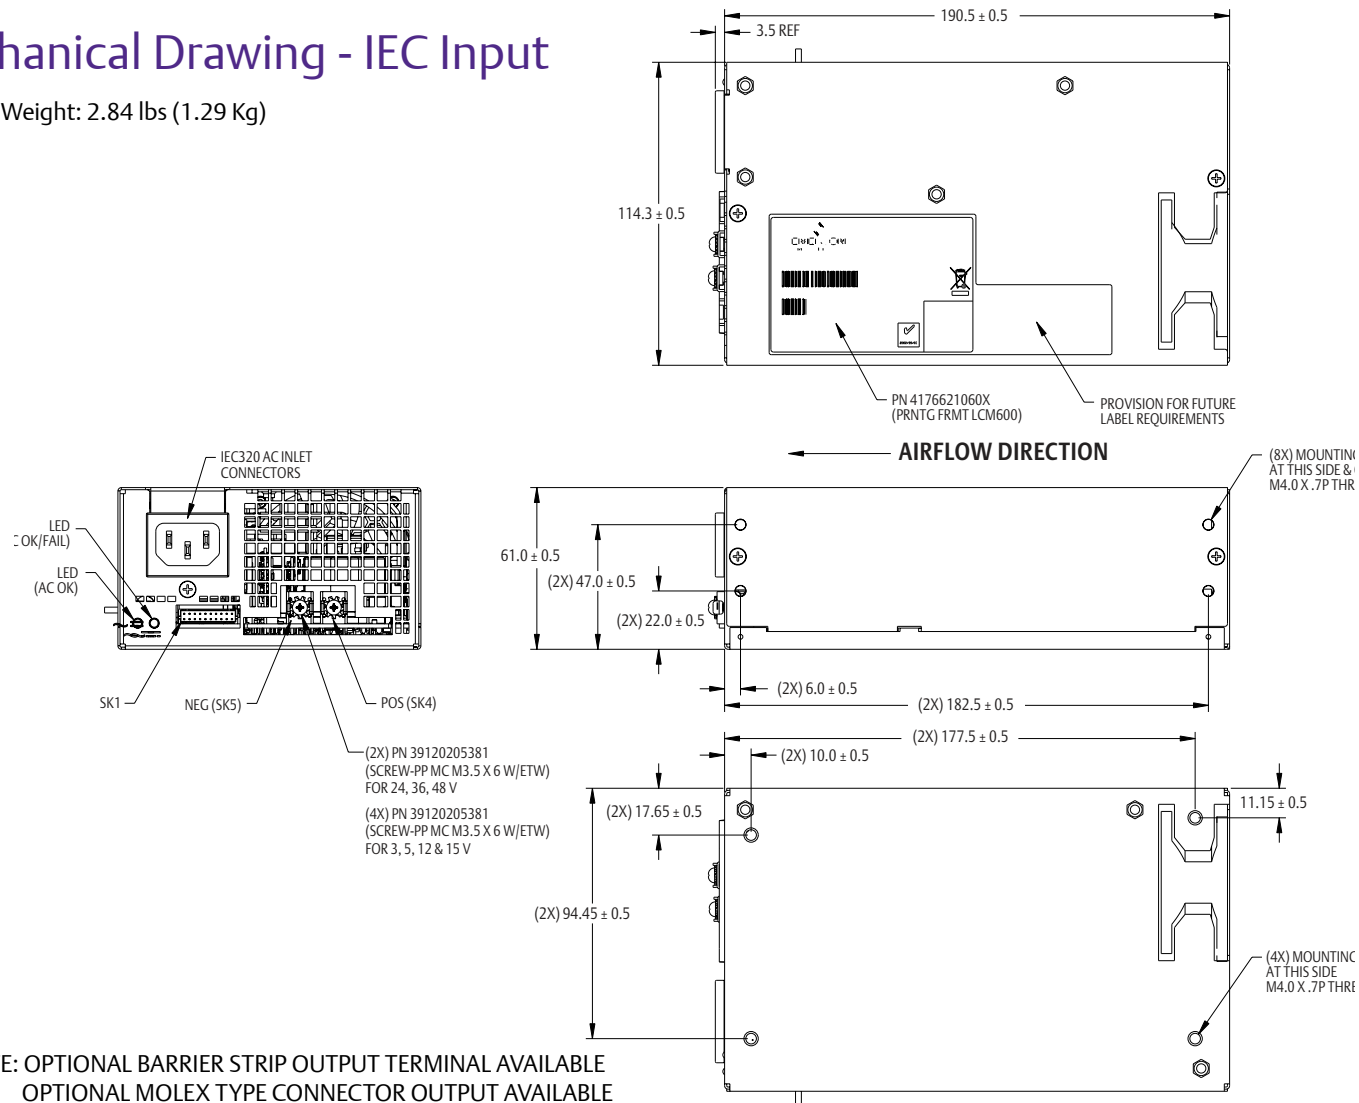 hanical Drawing - IEC Input
Weight: 2.84 lbs (1.29 Kg)
190.5 ± 0.5
3.5 REF
114.3 ± 0.5
PN 4176621060X
(PRNTG FRMT LCM600)
PROVISION FOR FUTURE
LABEL REQUIREMENTS
AIRFLOW DIRECTION
(8X) MOUNTING
AT THIS SIDE &
M4.0 X .7P THR
IEC320 AC INLET
CONNECTORS
LED
OK/FAIL)
LED
(AC OK)
SK1
NEG (SK5)
POS (SK4)
61.0 ± 0.5
(2X) 47.0 ± 0.5
(2X) 22.0 ± 0.5
(2X) 6.0 ± 0.5
(2X) 182.5 ± 0.5
(2X) PN 39120205381
(SCREW-PP MC M3.5 X 6 W/ETW)
FOR 24, 36, 48 V
(4X) PN 39120205381
(SCREW-PP MC M3.5 X 6 W/ETW)
FOR 3, 5, 12 & 15 V
(2X) 177.5 ± 0.5
(2X) 10.0 ± 0.5
(2X) 17.65 ± 0.5
11.15 ± 0.5
(2X) 94.45 ± 0.5
(4X) MOUNTING
AT THIS SIDE
M4.0 X .7P THRE
E: OPTIONAL BARRIER STRIP OUTPUT TERMINAL AVAILABLE
OPTIONAL MOLEX TYPE CONNECTOR OUTPUT AVAILABLE